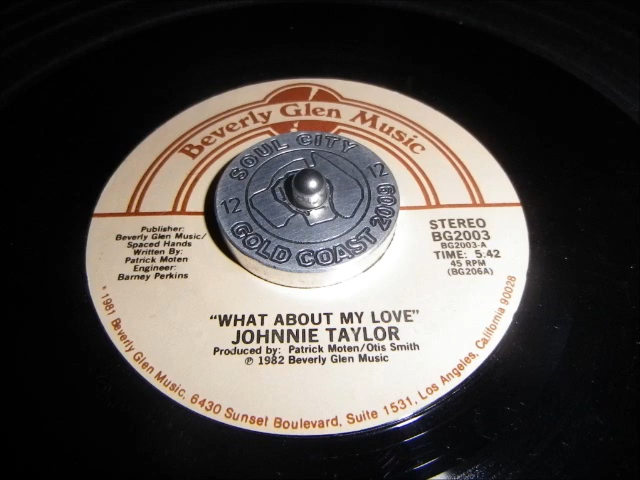 Beverly Glen Music
SOUL CITY
12 12
GOLD COAST 2009
Publisher:
Beverly Glen Music/
Spaced Hands
Written By:
Patrick Moten
Engineer:
Barney Perkins
STEREO
BG2003
BG2003-A
TIME: 5:42
45 RPM
(BG206A)
"WHAT ABOUT MY LOVE"
JOHNNIE TAYLOR
Produced by: Patrick Moten/Otis Smith
℗ 1982 Beverly Glen Music
* 1981 Beverly Glen Music, 6430 Sunset Boulevard, Suite 1531, Los Angeles, California 90028